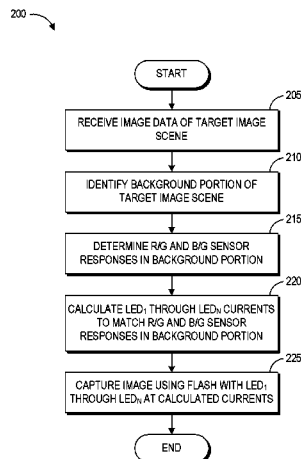 200
START
205
RECEIVE IMAGE DATA OF TARGET IMAGE
SCENE
210
IDENTIFY BACKGROUND PORTION OF
TARGET IMAGE SCENE
215
DETERMINE R/G AND B/G SENSOR
RESPONSES IN BACKGROUND PORTION
220
CALCULATE LED₁ THROUGH LEDN CURRENTS
TO MATCH R/G AND B/G SENSOR
RESPONSES IN BACKGROUND PORTION
225
CAPTURE IMAGE USING FLASH WITH LED₁
THROUGH LEDN AT CALCULATED CURRENTS
END